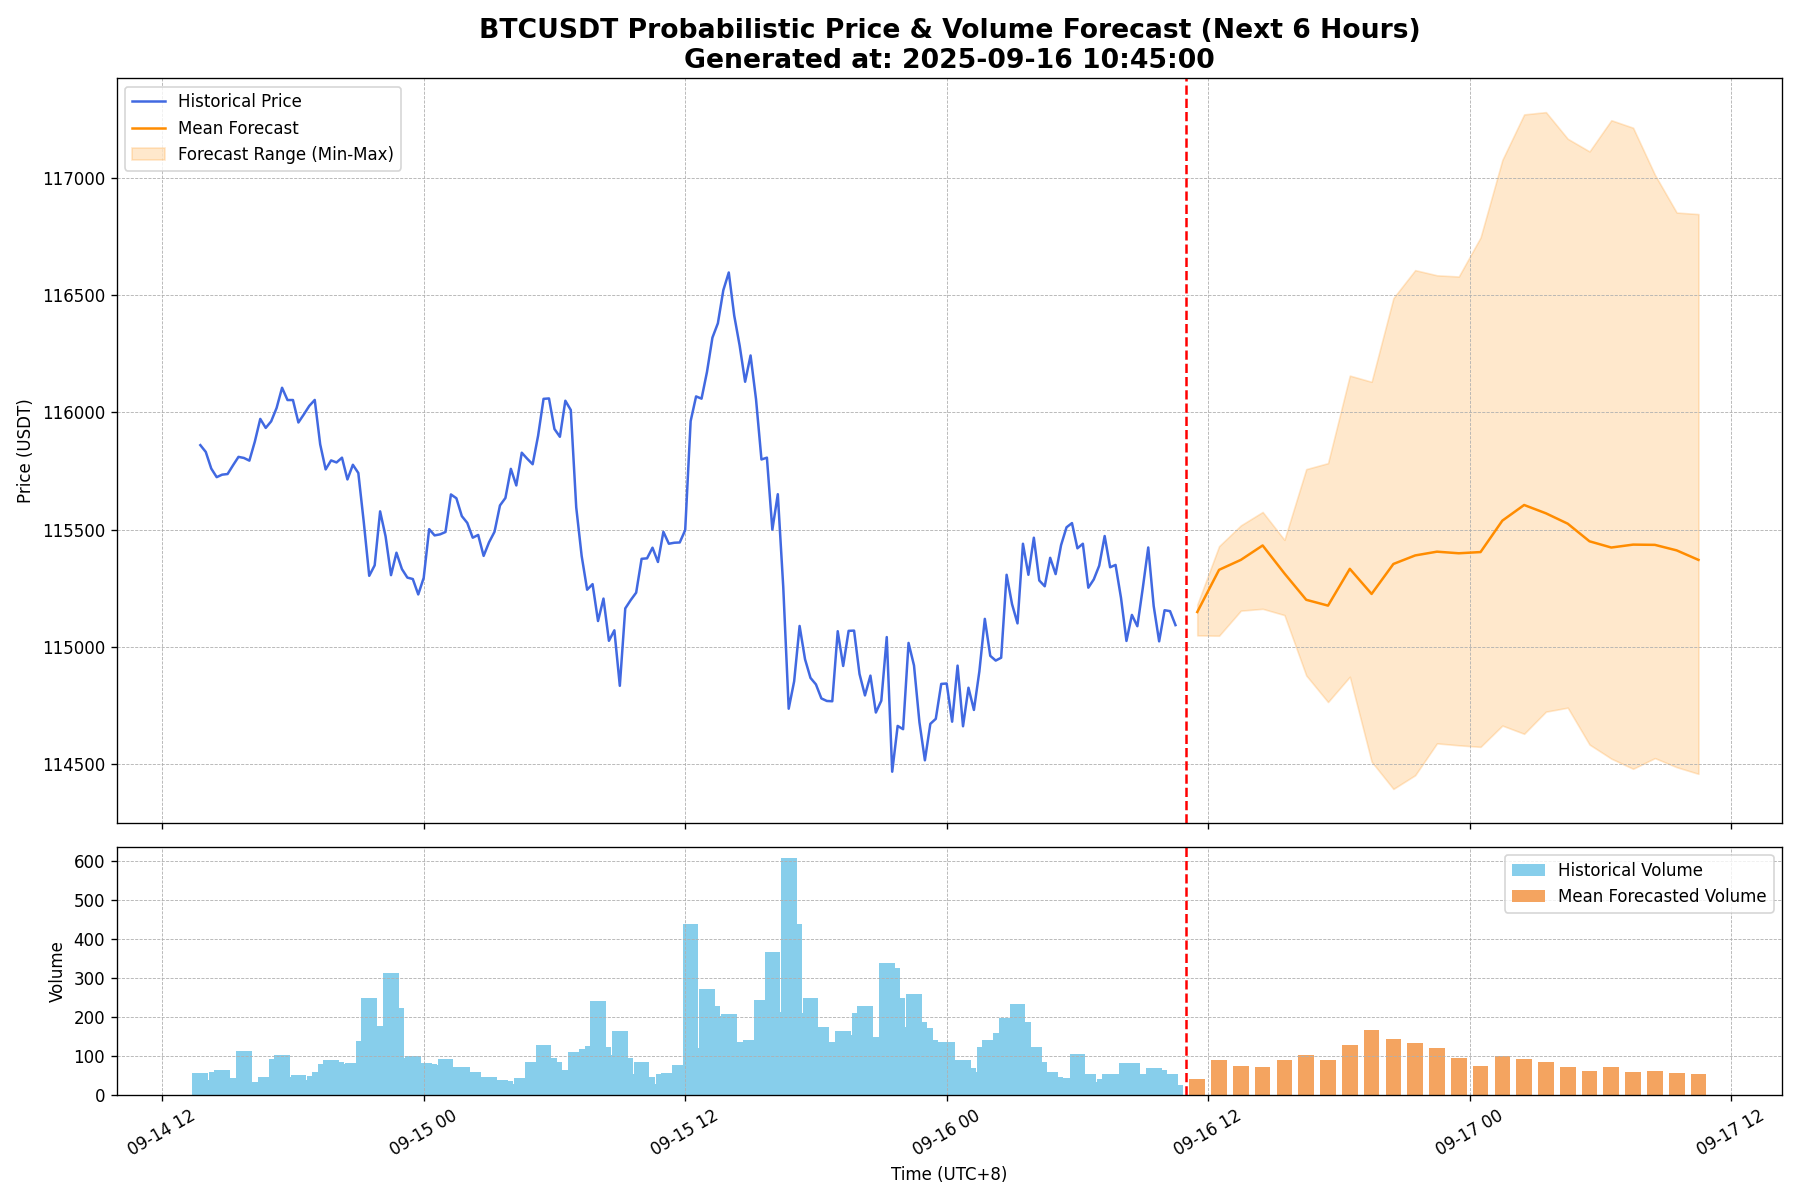 BTCUSDT Probabilistic Price & Volume Forecast (Next 6 Hours)
Generated at: 2025-09-16 10:45:00
Historical Price
Mean Forecast
Forecast Range (Min-Max)
Price (USDT)
117000
116500
116000
115500
115000
114500
Historical Volume
Mean Forecasted Volume
Volume
600
500
400
300
200
100
0
09-14 12
09-15 00
09-15 12
09-16 00
09-16 12
09-17 00
09-17 12
Time (UTC+8)